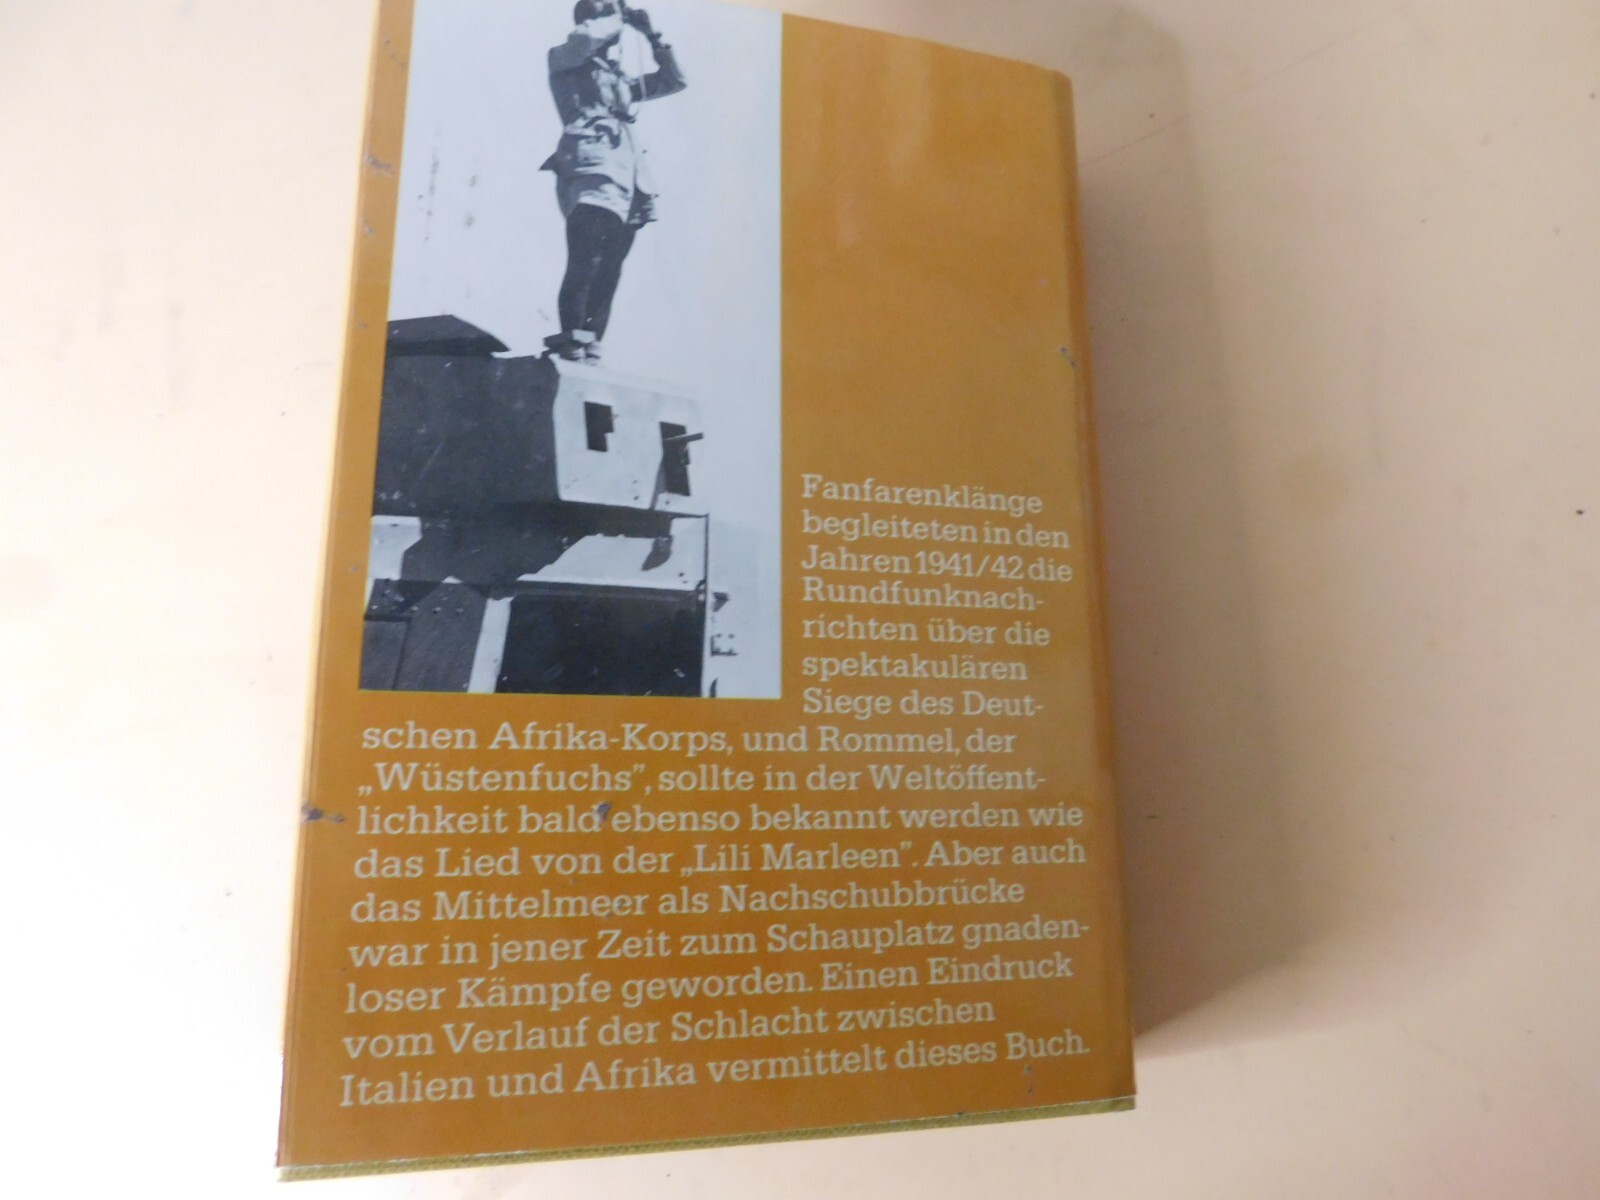 Fanfarenklänge
begleiteten in den
Jahren 1941/42 die
Rundfunknach-
richten über die
spektakulären
Siege des Deut-
schen Afrika-Korps, und Rommel, der
„Wüstenfuchs”, sollte in der Weltöffent-
lichkeit bald ebenso bekannt werden wie
das Lied von der „Lili Marleen”. Aber auch
das Mittelmeer als Nachschubbrücke
war in jener Zeit zum Schauplatz gnaden-
loser Kämpfe geworden. Einen Eindruck
vom Verlauf der Schlacht zwischen
Italien und Afrika vermittelt dieses Buch.